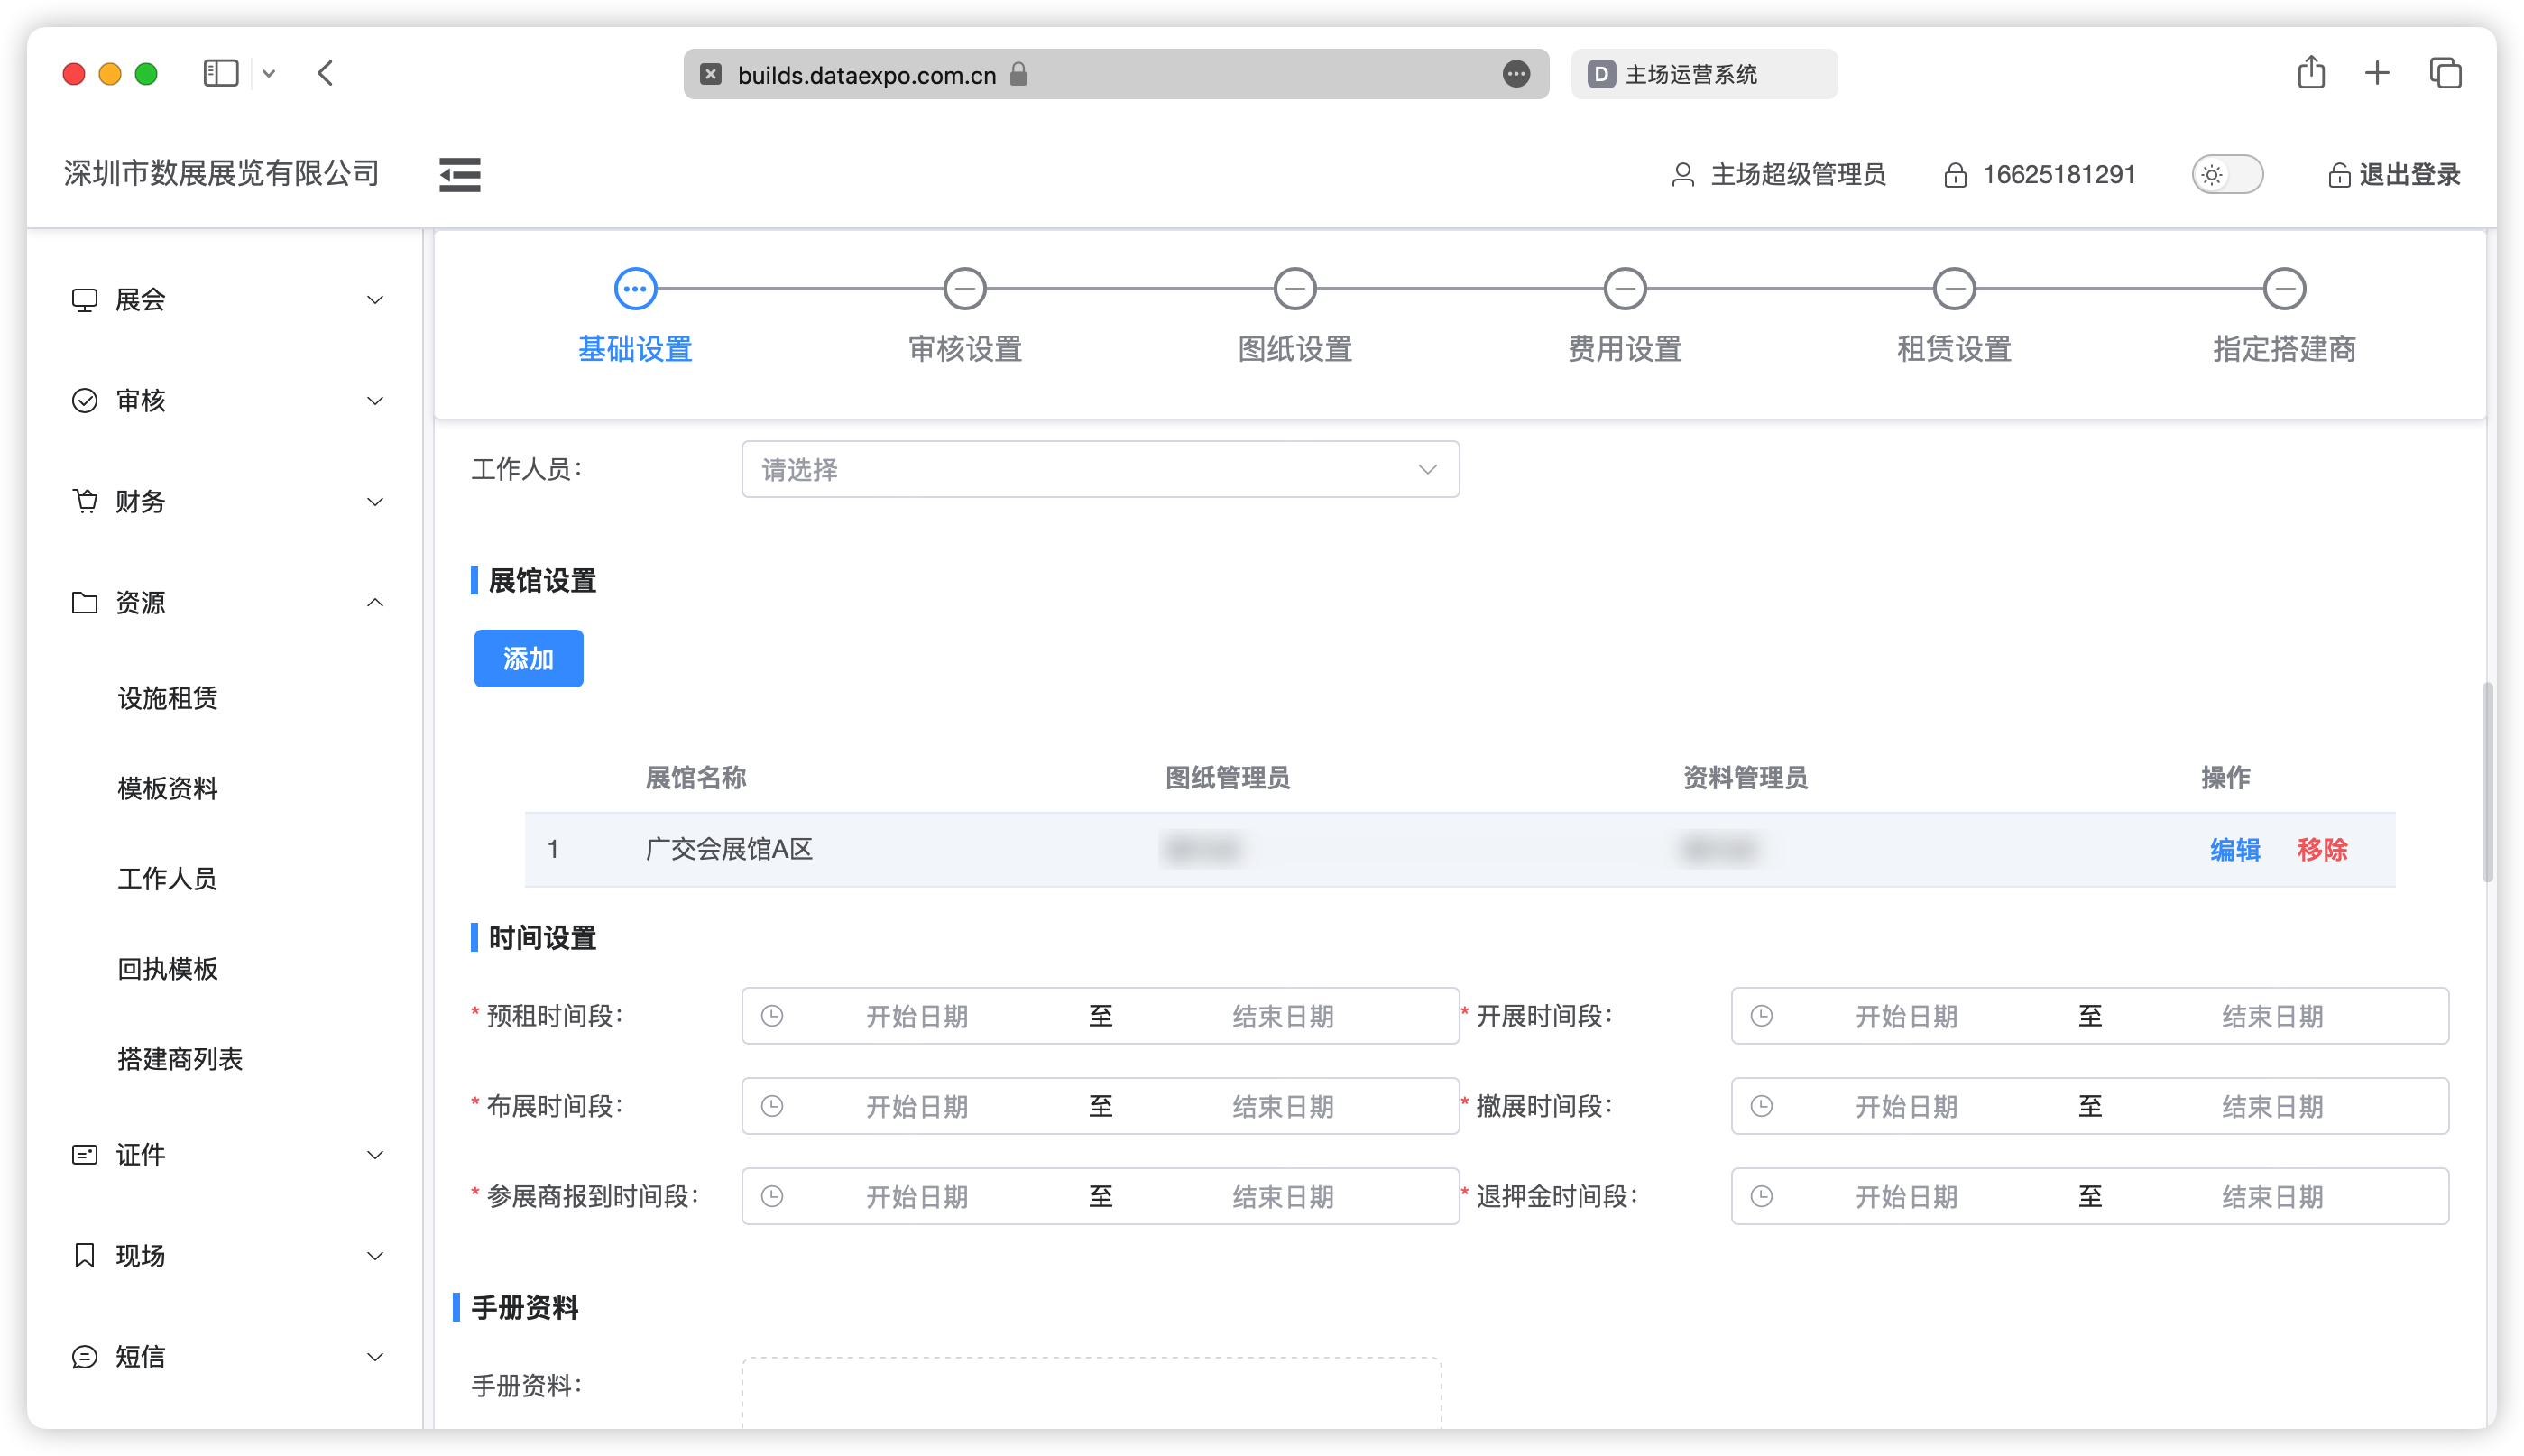 builds.dataexpo.com.cn
D 主场运营系统
深圳市数展展览有限公司
主场超级管理员
16625181291
退出登录
展会
审核
财务
资源
设施租赁
模板资料
工作人员
回执模板
搭建商列表
证件
现场
短信
基础设置 审核设置 图纸设置 费用设置 租赁设置 指定搭建商
工作人员： 请选择
展馆设置
添加
展馆名称 图纸管理员 资料管理员 操作
1 广交会展馆A区 编辑 移除
时间设置
* 预租时间段： 开始日期 至 结束日期 * 开展时间段： 开始日期 至 结束日期
* 布展时间段： 开始日期 至 结束日期 * 撤展时间段： 开始日期 至 结束日期
* 参展商报到时间段： 开始日期 至 结束日期 * 退押金时间段： 开始日期 至 结束日期
手册资料
手册资料：